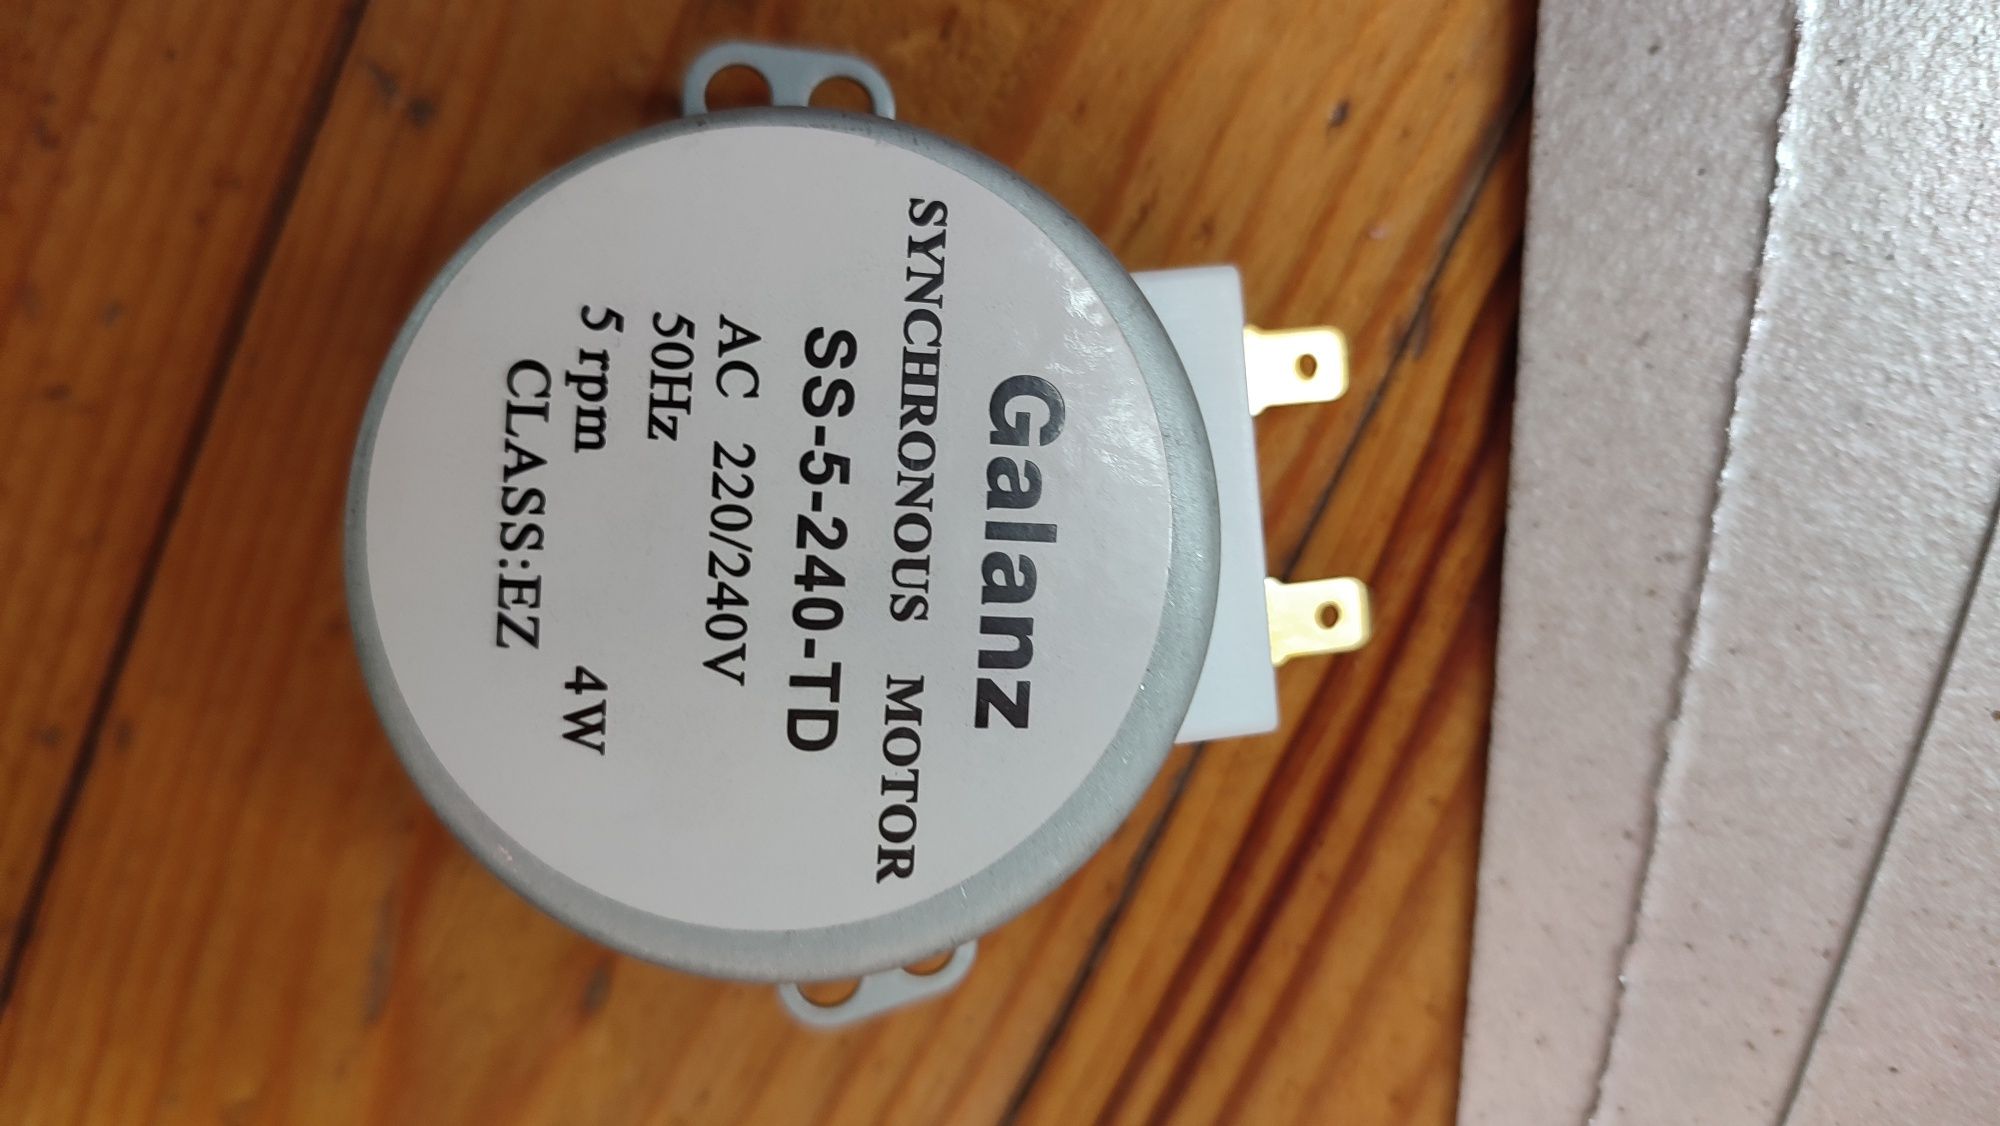 Galanz
SYNCHRONOUS MOTOR
SS-5-240-TD
AC 220/240V
50Hz
5 rpm 4W
CLASS:EZ